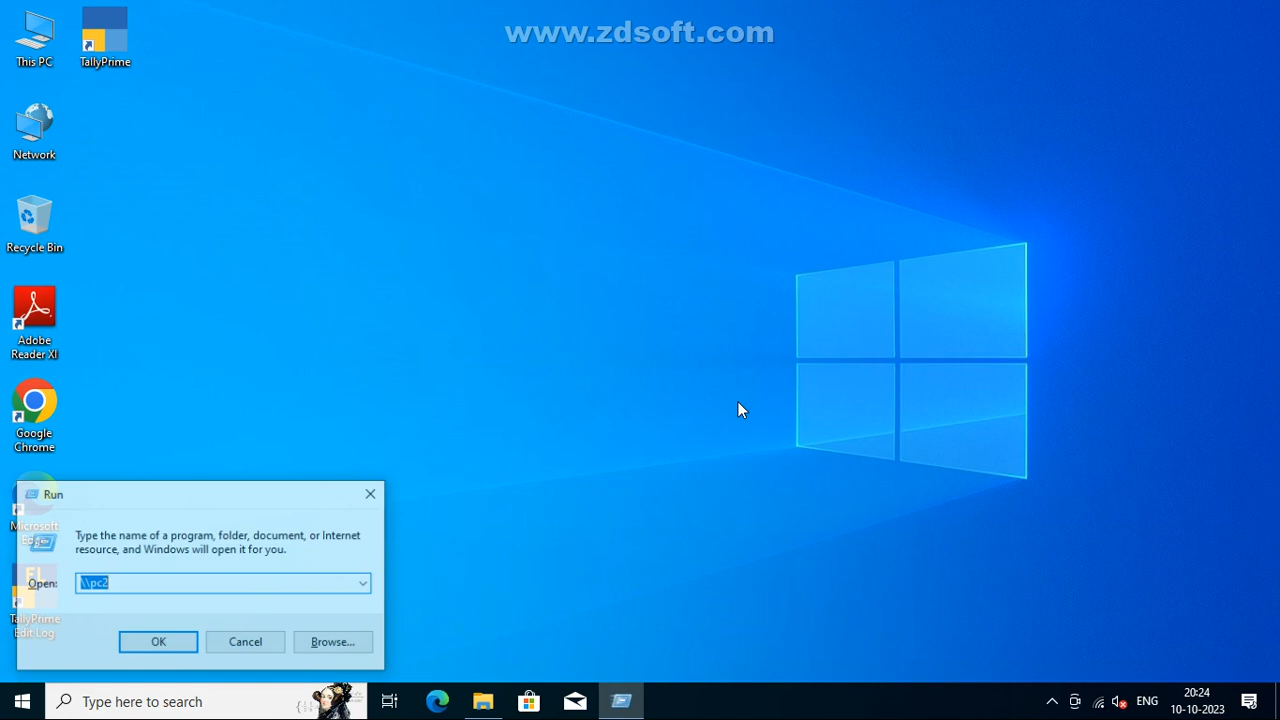 www.zdsoft.com
This PC
TallyPrime
Network
Recycle Bin
Adobe
Reader XI
Google
Chrome
Microsoft
Edge
TallyPrime
Edit Log
Run
Type the name of a program, folder, document, or Internet
resource, and Windows will open it for you.
Open:
\\pc2
OK
Cancel
Browse...
Type here to search
ENG
20:24
10-10-2023